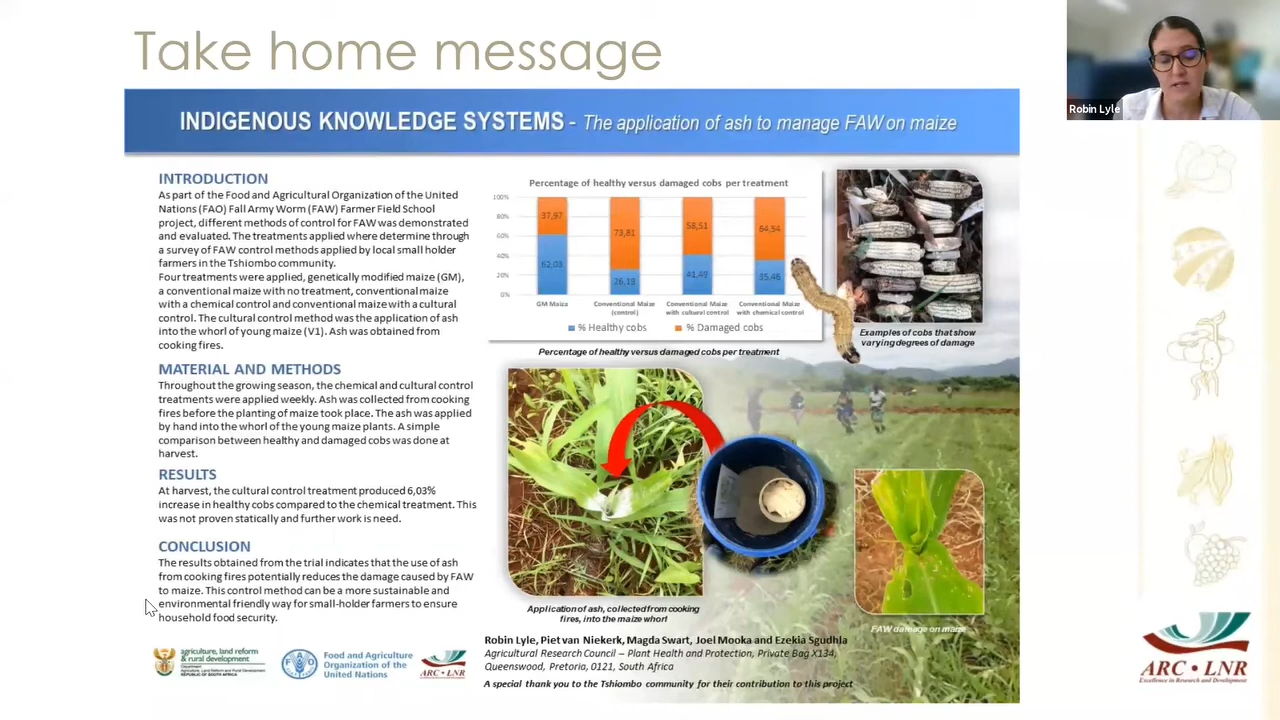 Take home message
Robin Lyle
INDIGENOUS KNOWLEDGE SYSTEMS - The application of ash to manage FAW on maize
INTRODUCTION
As part of the Food and Agricultural Organization of the United
Nations (FAO) Fall Army Worm (FAW) Farmer Field School
project, different methods of control for FAW was demonstrated
and evaluated. The treatments applied where determine through
a survey of FAW control methods applied by local small holder
farmers in the Tshiombo community.
Four treatments were applied, genetically modified maize (GM),
a conventional maize with no treatment, conventional maize
with a chemical control and conventional maize with a cultural
control. The cultural control method was the application of ash
into the whorl of young maize (V1). Ash was obtained from
cooking fires.
MATERIAL AND METHODS
Throughout the growing season, the chemical and cultural control
treatments were applied weekly. Ash was collected from cooking
fires before the planting of maize took place. The ash was applied
by hand into the whorl of the young maize plants. A simple
comparison between healthy and damaged cobs was done at
harvest.
RESULTS
At harvest, the cultural control treatment produced 6,03%
increase in healthy cobs compared to the chemical treatment. This
was not proven statically and further work is need.
CONCLUSION
The results obtained from the trial indicates that the use of ash
from cooking fires potentially reduces the damage caused by FAW
to maize. This control method can be a more sustainable and
environmental friendly way for small-holder farmers to ensure
household food security.
Percentage of healthy versus damaged cobs per treatment
100%
80%
60%
40%
20%
0%
37,97
73,81
58,51
64,54
62,03
26,19
41,49
35,46
GM Maize
Conventional Maize (control)
Conventional Maize with cultural control
Conventional Maize with chemical control
% Healthy cobs
% Damaged cobs
Percentage of healthy versus damaged cobs per treatment
Examples of cobs that show
varying degrees of damage
Application of ash, collected from cooking
fires, into the maize whorl
FAW damage on maize
Robin Lyle, Piet van Niekerk, Magda Swart, Joel Mooka and Ezekia Sgudhla
Agricultural Research Council – Plant Health and Protection, Private Bag X134,
Queenswood, Pretoria, 0121, South Africa
A special thank you to the Tshiombo community for their contribution to this project
agriculture, land reform
& rural development
Department:
Agriculture, Land Reform and Rural Development
REPUBLIC OF SOUTH AFRICA
Food and Agriculture
Organization of the
United Nations
ARC • LNR
ARC • LNR
Excellence in Research and Development